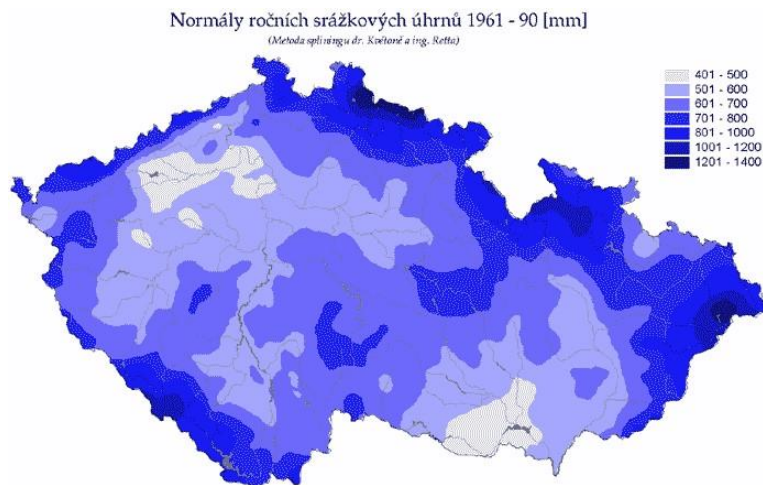 Normály ročních srážkových úhrnů 1961 - 90 [mm]
(Metoda spliningu dr. Květoně a ing. Retta)
401 - 500
501 - 600
601 - 700
701 - 800
801 - 1000
1001 - 1200
1201 - 1400